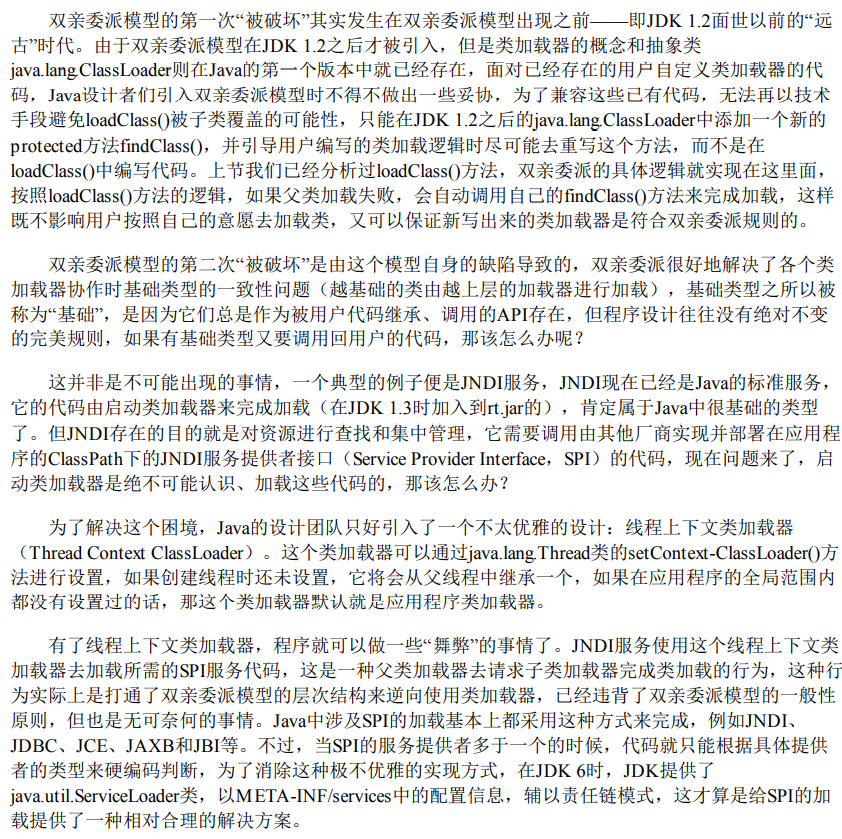 双亲委派模型的第一次“被破坏”其实发生在双亲委派模型出现之前——即JDK 1.2面世以前的“远
古”时代。由于双亲委派模型在JDK 1.2之后才被引入，但是类加载器的概念和抽象类
java.lang.ClassLoader则在Java的第一个版本中就已经存在，面对已经存在的用户自定义类加载器的代
码，Java设计者们引入双亲委派模型时不得不做出一些妥协，为了兼容这些已有代码，无法再以技术
手段避免loadClass()被子类覆盖的可能性，只能在JDK 1.2之后的java.lang.ClassLoader中添加一个新的
protected方法findClass()，并引导用户编写的类加载逻辑时尽可能去重写这个方法，而不是在
loadClass()中编写代码。上节我们已经分析过loadClass()方法，双亲委派的具体逻辑就实现在这里面，
按照loadClass()方法的逻辑，如果父类加载失败，会自动调用自己的findClass()方法来完成加载，这样
既不影响用户按照自己的意愿去加载类，又可以保证新写出来的类加载器是符合双亲委派规则的。
双亲委派模型的第二次“被破坏”是由这个模型自身的缺陷导致的，双亲委派很好地解决了各个类
加载器协作时基础类型的一致性问题（越基础的类由越上层的加载器进行加载），基础类型之所以被
称为“基础”，是因为它们总是作为被用户代码继承、调用的API存在，但程序设计往往没有绝对不变
的完美规则，如果有基础类型又要调用回用户的代码，那该怎么办呢？
这并非是不可能出现的事情，一个典型的例子便是JNDI服务，JNDI现在已经是Java的标准服务，
它的代码由启动类加载器来完成加载（在JDK 1.3时加入到rt.jar的），肯定属于Java中很基础的类型
了。但JNDI存在的目的就是对资源进行查找和集中管理，它需要调用由其他厂商实现并部署在应用程
序的ClassPath下的JNDI服务提供者接口（Service Provider Interface，SPI）的代码，现在问题来了，启
动类加载器是绝不可能认识、加载这些代码的，那该怎么办？
为了解决这个困境，Java的设计团队只好引入了一个不太优雅的设计：线程上下文类加载器
（Thread Context ClassLoader）。这个类加载器可以通过java.lang.Thread类的setContext-ClassLoader()方
法进行设置，如果创建线程时还未设置，它将会从父线程中继承一个，如果在应用程序的全局范围内
都没有设置过的话，那这个类加载器默认就是应用程序类加载器。
有了线程上下文类加载器，程序就可以做一些“舞弊”的事情了。JNDI服务使用这个线程上下文类
加载器去加载所需的SPI服务代码，这是一种父类加载器去请求子类加载器完成类加载的行为，这种行
为实际上是打通了双亲委派模型的层次结构来逆向使用类加载器，已经违背了双亲委派模型的一般性
原则，但也是无可奈何的事情。Java中涉及SPI的加载基本上都采用这种方式来完成，例如JNDI、
JDBC、JCE、JAXB和JBI等。不过，当SPI的服务提供者多于一个的时候，代码就只能根据具体提供
者的类型来硬编码判断，为了消除这种极不优雅的实现方式，在JDK 6时，JDK提供了
java.util.ServiceLoader类，以META-INF/services中的配置信息，辅以责任链模式，这才算是给SPI的加
载提供了一种相对合理的解决方案。